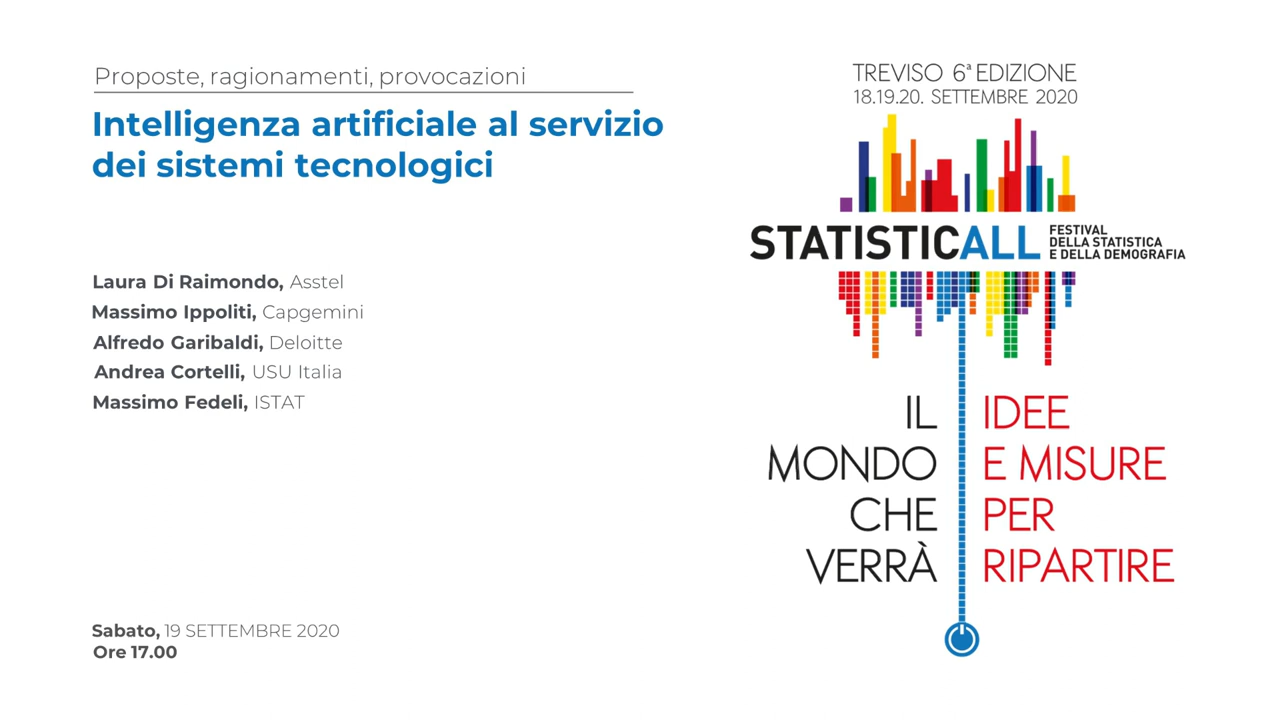 Proposte, ragionamenti, provocazioni
Intelligenza artificiale al servizio
dei sistemi tecnologici
Laura Di Raimondo, Asstel
Massimo Ippoliti, Capgemini
Alfredo Garibaldi, Deloitte
Andrea Cortelli, USU Italia
Massimo Fedeli, ISTAT
Sabato, 19 SETTEMBRE 2020
Ore 17.00
TREVISO 6ª EDIZIONE
18.19.20. SETTEMBRE 2020
STATISTICALL
FESTIVAL
DELLA STATISTICA
E DELLA DEMOGRAFIA
IL
MONDO
CHE
VERRÀ
IDEE
E MISURE
PER
RIPARTIRE